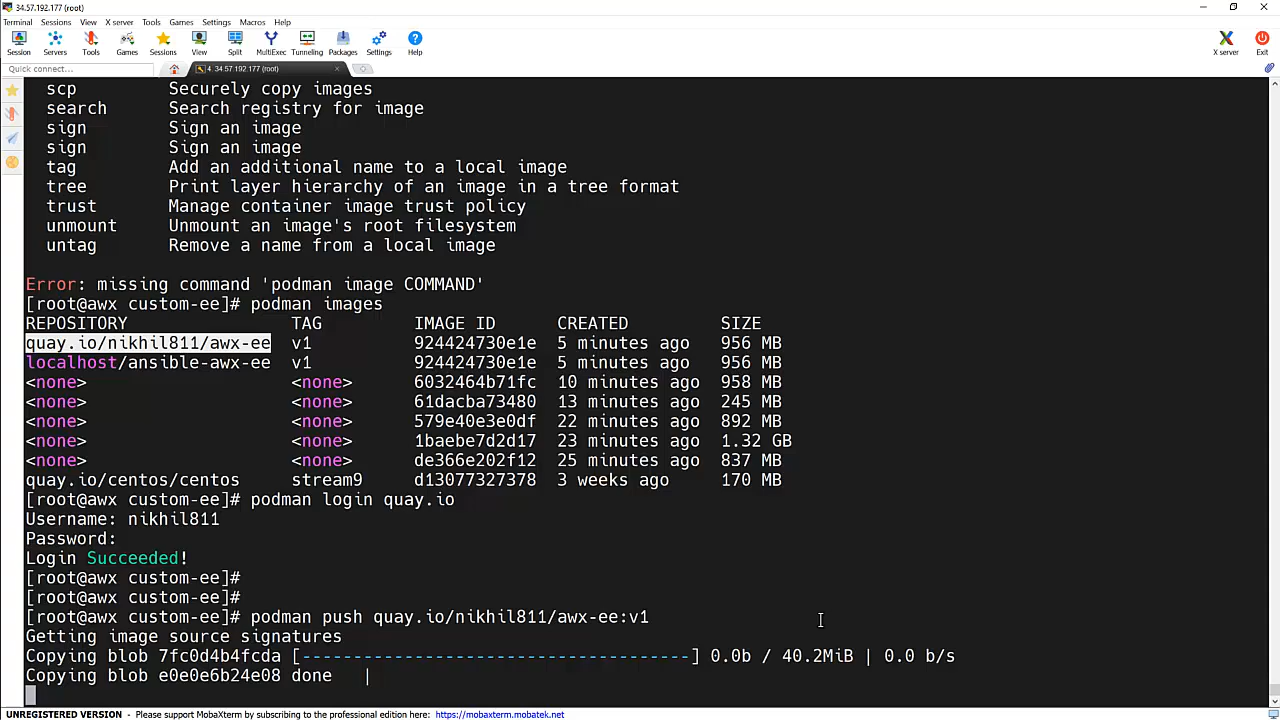 34.57.192.177 (root)
Terminal Sessions View X server Tools Games Settings Macros Help
Session Servers Tools Games Sessions View Split MultiExec Tunneling Packages Settings Help X server Exit
Quick connect... 4. 34.57.192.177 (root)
scp Securely copy images
search Search registry for image
sign Sign an image
sign Sign an image
tag Add an additional name to a local image
tree Print layer hierarchy of an image in a tree format
trust Manage container image trust policy
unmount Unmount an image's root filesystem
untag Remove a name from a local image
Error: missing command 'podman image COMMAND'
[root@awx custom-ee]# podman images
REPOSITORY TAG IMAGE ID CREATED SIZE
quay.io/nikhil811/awx-ee v1 924424730e1e 5 minutes ago 956 MB
localhost/ansible-awx-ee v1 924424730e1e 5 minutes ago 956 MB
<none> <none> 6032464b71fc 10 minutes ago 958 MB
<none> <none> 61dacba73480 13 minutes ago 245 MB
<none> <none> 579e40e3e0df 22 minutes ago 892 MB
<none> <none> 1baebe7d2d17 23 minutes ago 1.32 GB
<none> <none> de366e202f12 25 minutes ago 837 MB
quay.io/centos/centos stream9 d13077327378 3 weeks ago 170 MB
[root@awx custom-ee]# podman login quay.io
Username: nikhil811
Password:
Login Succeeded!
[root@awx custom-ee]#
[root@awx custom-ee]#
[root@awx custom-ee]# podman push quay.io/nikhil811/awx-ee:v1
Getting image source signatures
Copying blob 7fc0d4b4fcda [--------------------------------------] 0.0b / 40.2MiB | 0.0 b/s
Copying blob e0e0e6b24e08 done |
UNREGISTERED VERSION - Please support MobaXterm by subscribing to the professional edition here: https://mobaxterm.mobatek.net